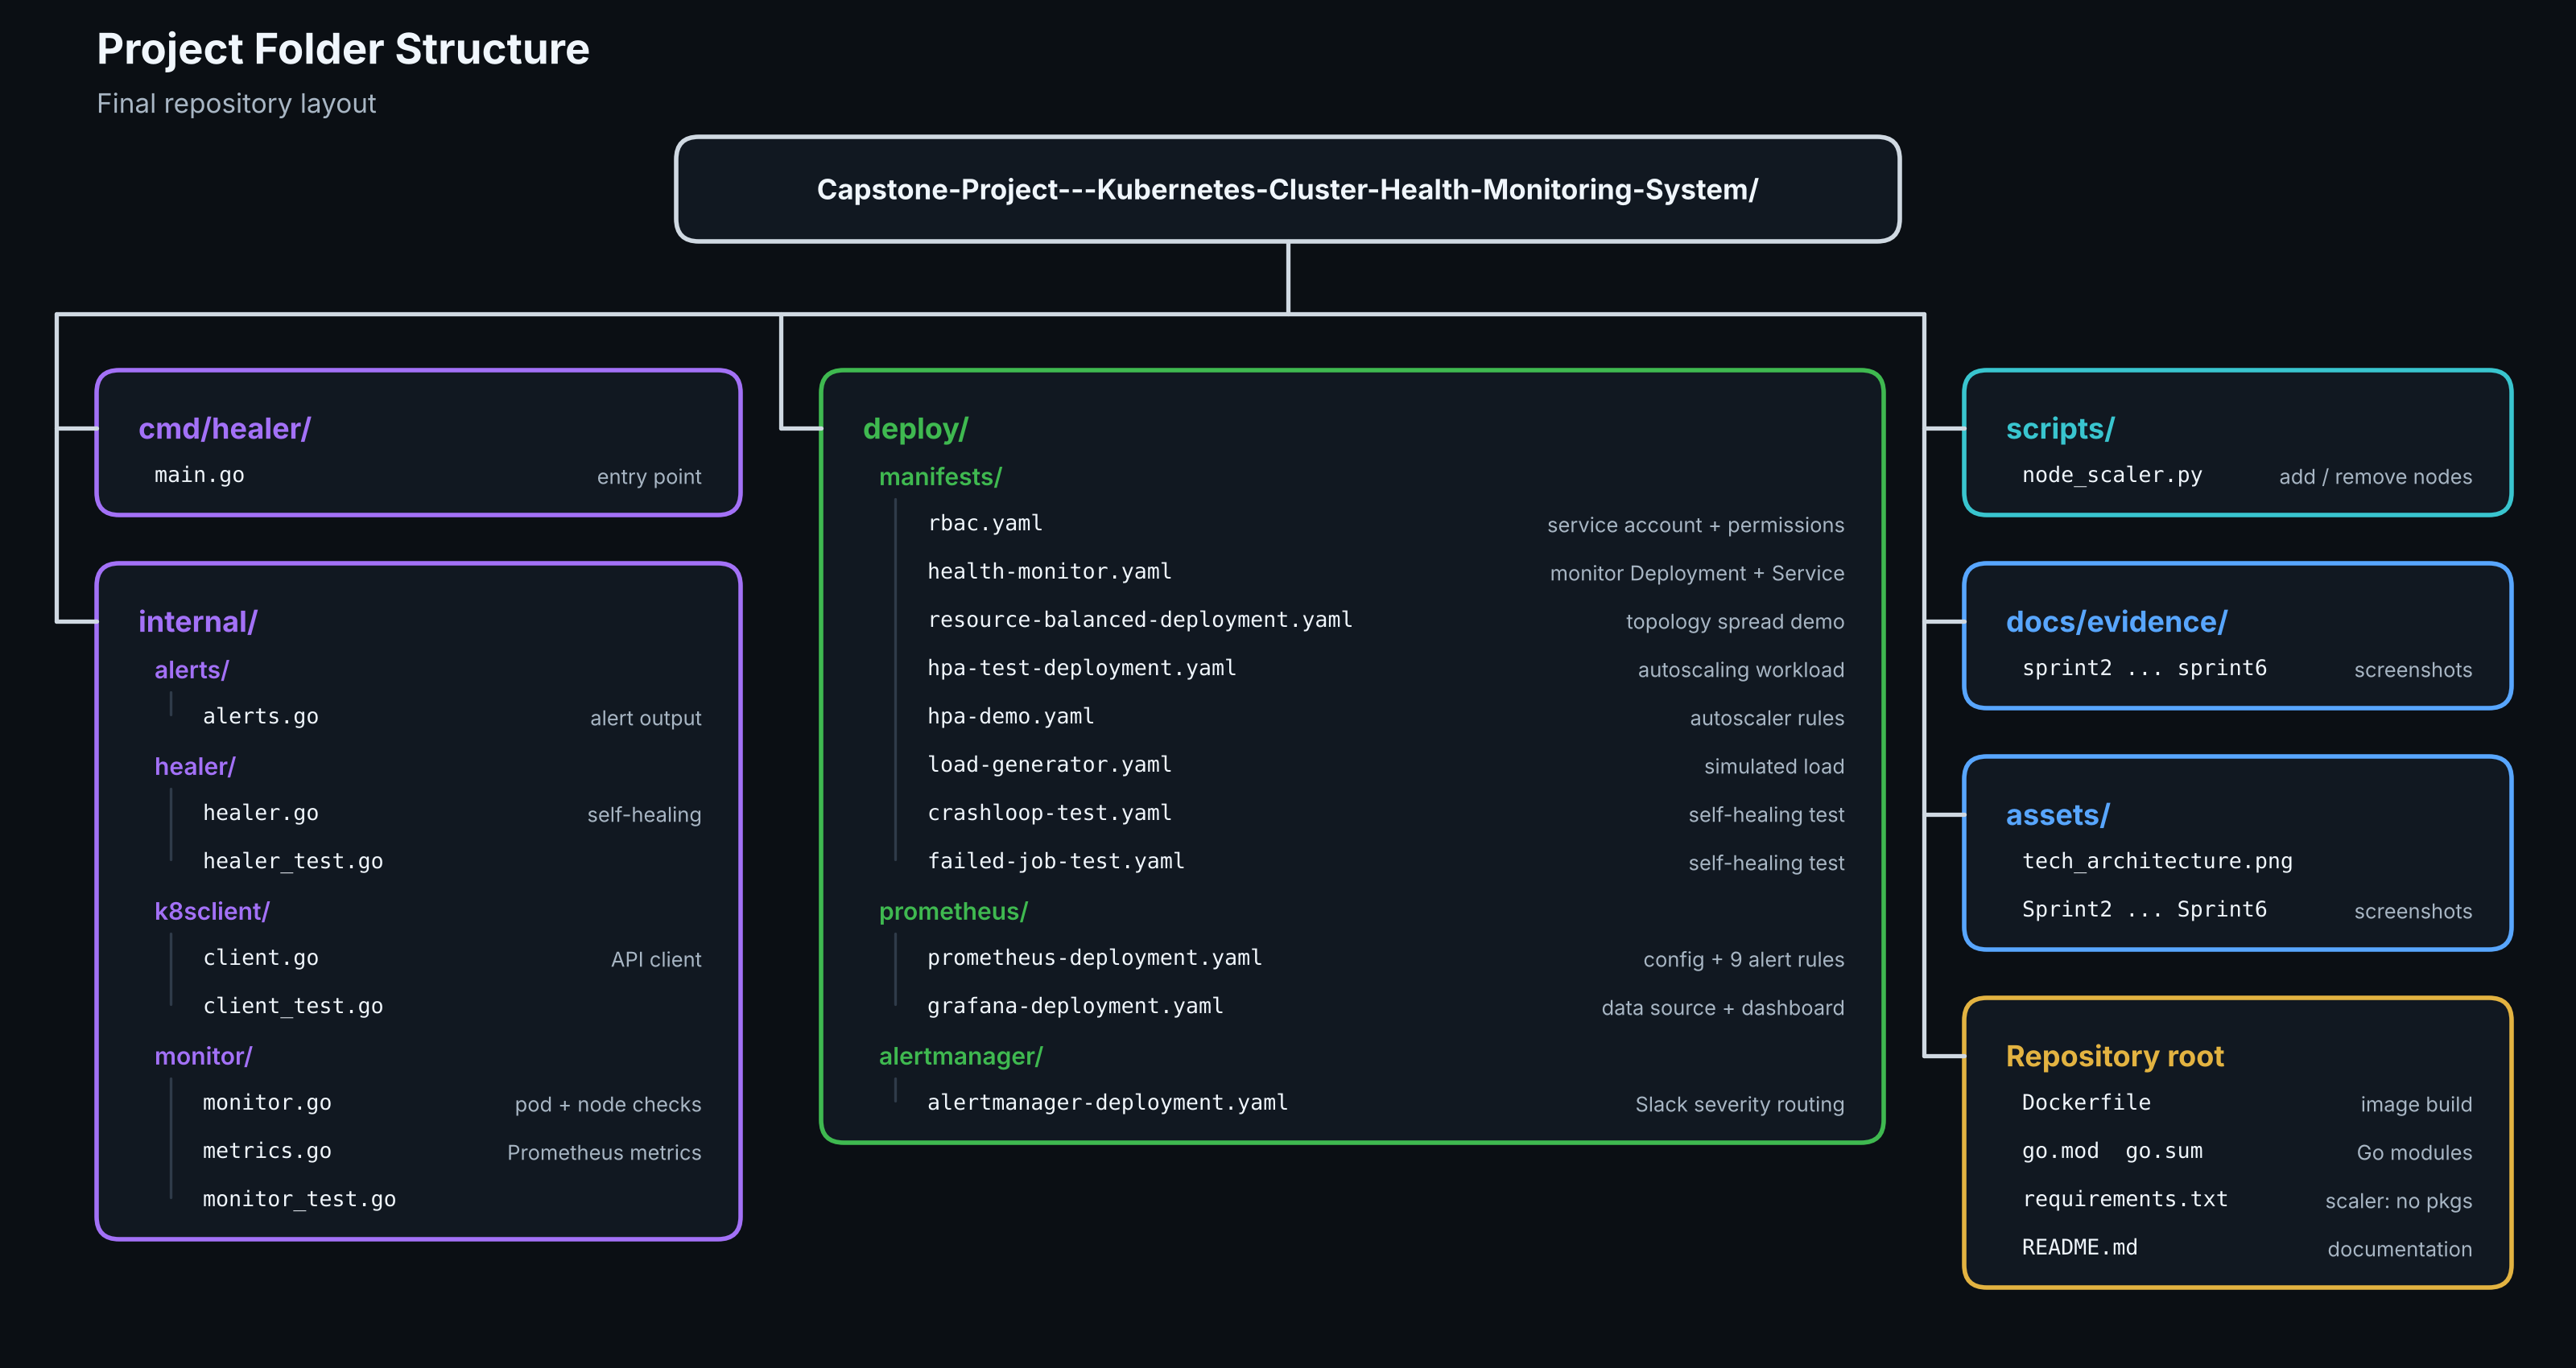 Project Folder Structure
Final repository layout
Capstone-Project---Kubernetes-Cluster-Health-Monitoring-System/
cmd/healer/
main.go entry point
internal/
alerts/
alerts.go alert output
healer/
healer.go self-healing
healer_test.go
k8sclient/
client.go API client
client_test.go
monitor/
monitor.go pod + node checks
metrics.go Prometheus metrics
monitor_test.go
deploy/
manifests/
rbac.yaml service account + permissions
health-monitor.yaml monitor Deployment + Service
resource-balanced-deployment.yaml topology spread demo
hpa-test-deployment.yaml autoscaling workload
hpa-demo.yaml autoscaler rules
load-generator.yaml simulated load
crashloop-test.yaml self-healing test
failed-job-test.yaml self-healing test
prometheus/
prometheus-deployment.yaml config + 9 alert rules
grafana-deployment.yaml data source + dashboard
alertmanager/
alertmanager-deployment.yaml Slack severity routing
scripts/
node_scaler.py add / remove nodes
docs/evidence/
sprint2 ... sprint6 screenshots
assets/
tech_architecture.png
Sprint2 ... Sprint6 screenshots
Repository root
Dockerfile image build
go.mod go.sum Go modules
requirements.txt scaler: no pkgs
README.md documentation